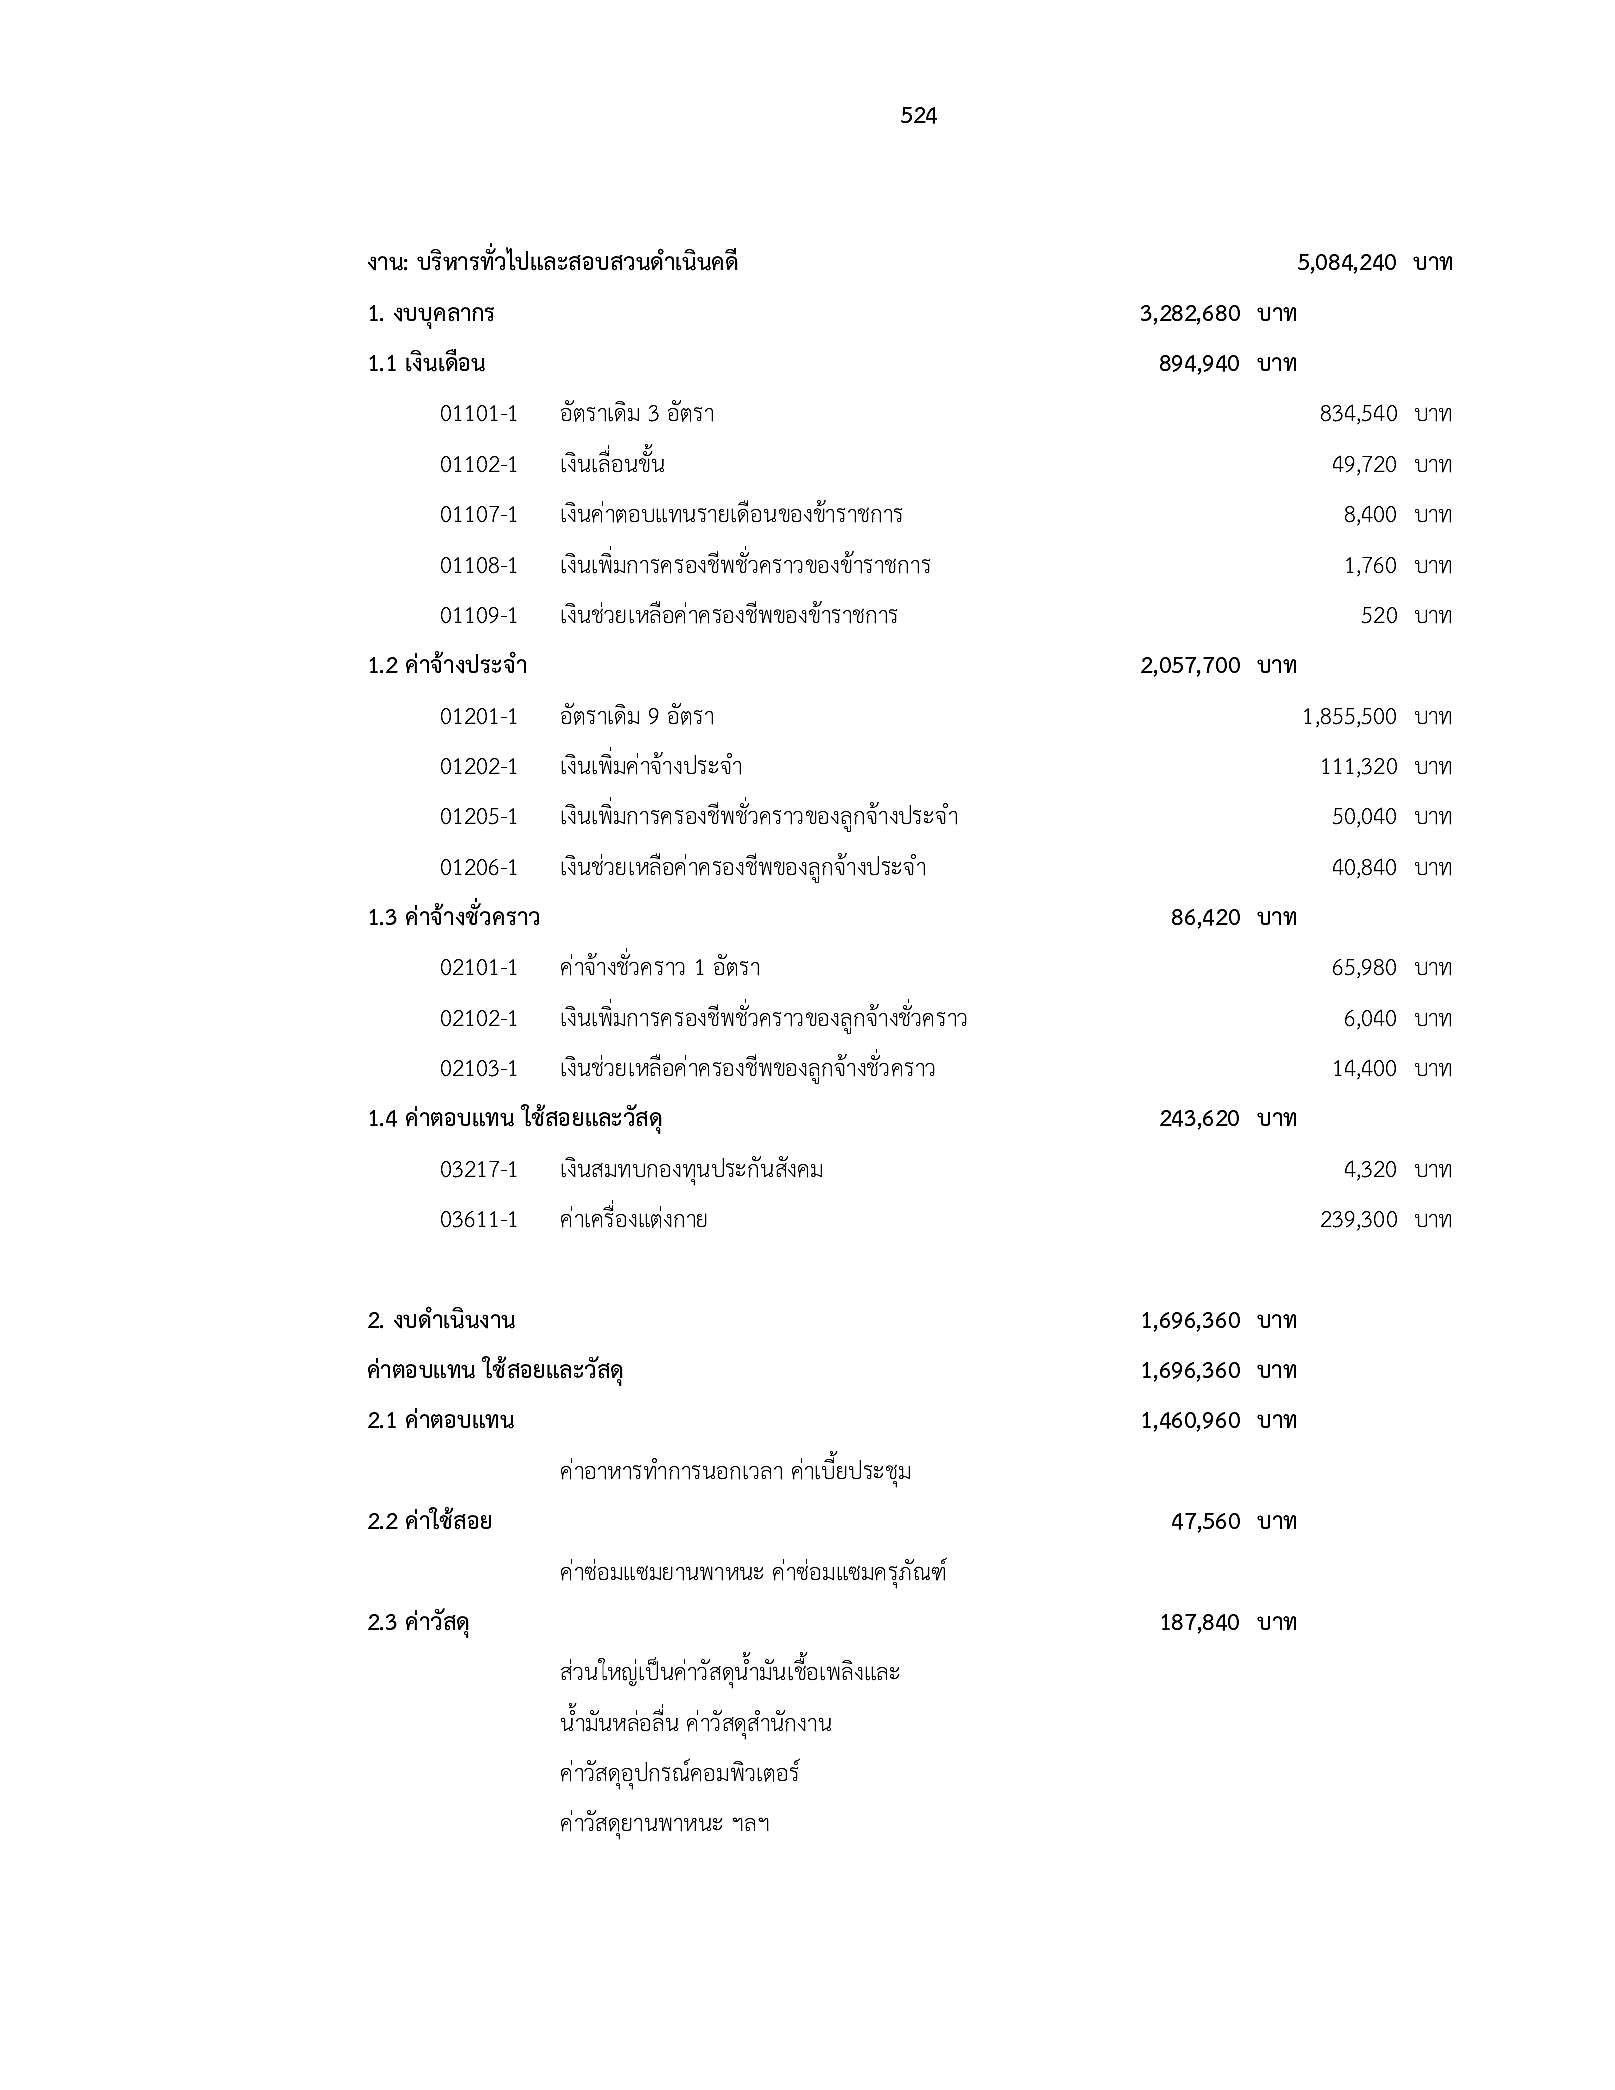 524
งาน: บริหารทั่วไปและสอบสวนดำเนินคดี 5,084,240 บาท
1. งบบุคลากร 3,282,680 บาท
1.1 เงินเดือน 894,940 บาท
01101-1 อัตราเดิม 3 อัตรา 834,540 บาท
01102-1 เงินเลื่อนขั้น 49,720 บาท
01107-1 เงินค่าตอบแทนรายเดือนของข้าราชการ 8,400 บาท
01108-1 เงินเพิ่มการครองชีพชั่วคราวของข้าราชการ 1,760 บาท
01109-1 เงินช่วยเหลือค่าครองชีพของข้าราชการ 520 บาท
1.2 ค่าจ้างประจำ 2,057,700 บาท
01201-1 อัตราเดิม 9 อัตรา 1,855,500 บาท
01202-1 เงินเพิ่มค่าจ้างประจำ 111,320 บาท
01205-1 เงินเพิ่มการครองชีพชั่วคราวของลูกจ้างประจำ 50,040 บาท
01206-1 เงินช่วยเหลือค่าครองชีพของลูกจ้างประจำ 40,840 บาท
1.3 ค่าจ้างชั่วคราว 86,420 บาท
02101-1 ค่าจ้างชั่วคราว 1 อัตรา 65,980 บาท
02102-1 เงินเพิ่มการครองชีพชั่วคราวของลูกจ้างชั่วคราว 6,040 บาท
02103-1 เงินช่วยเหลือค่าครองชีพของลูกจ้างชั่วคราว 14,400 บาท
1.4 ค่าตอบแทน ใช้สอยและวัสดุ 243,620 บาท
03217-1 เงินสมทบกองทุนประกันสังคม 4,320 บาท
03611-1 ค่าเครื่องแต่งกาย 239,300 บาท
2. งบดำเนินงาน 1,696,360 บาท
ค่าตอบแทน ใช้สอยและวัสดุ 1,696,360 บาท
2.1 ค่าตอบแทน 1,460,960 บาท
ค่าอาหารทำการนอกเวลา ค่าเบี้ยประชุม
2.2 ค่าใช้สอย 47,560 บาท
ค่าซ่อมแซมยานพาหนะ ค่าซ่อมแซมครุภัณฑ์
2.3 ค่าวัสดุ 187,840 บาท
ส่วนใหญ่เป็นค่าวัสดุน้ำมันเชื้อเพลิงและ
น้ำมันหล่อลื่น ค่าวัสดุสำนักงาน
ค่าวัสดุอุปกรณ์คอมพิวเตอร์
ค่าวัสดุยานพาหนะ ฯลฯ